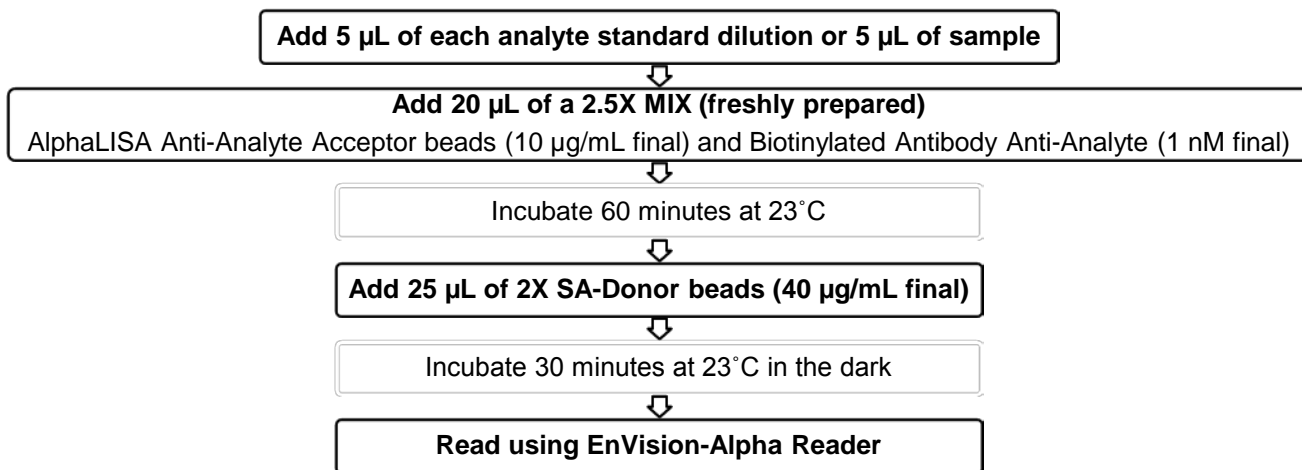 Add 5 µL of each analyte standard dilution or 5 µL of sample
Add 20 µL of a 2.5X MIX (freshly prepared)
AlphaLISA Anti-Analyte Acceptor beads (10 µg/mL final) and Biotinylated Antibody Anti-Analyte (1 nM final)
Incubate 60 minutes at 23˚C
Add 25 µL of 2X SA-Donor beads (40 µg/mL final)
Incubate 30 minutes at 23˚C in the dark
Read using EnVision-Alpha Reader